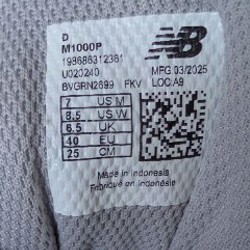 D
M1000P
198686312361
U020240
BVGRN2699 FKV
MFG 03/2025
LOC A9
7 US M
8.5 US W
6.5 UK
40 EU
25 CM
Made in Indonesia
Fabriqué en Indonésie